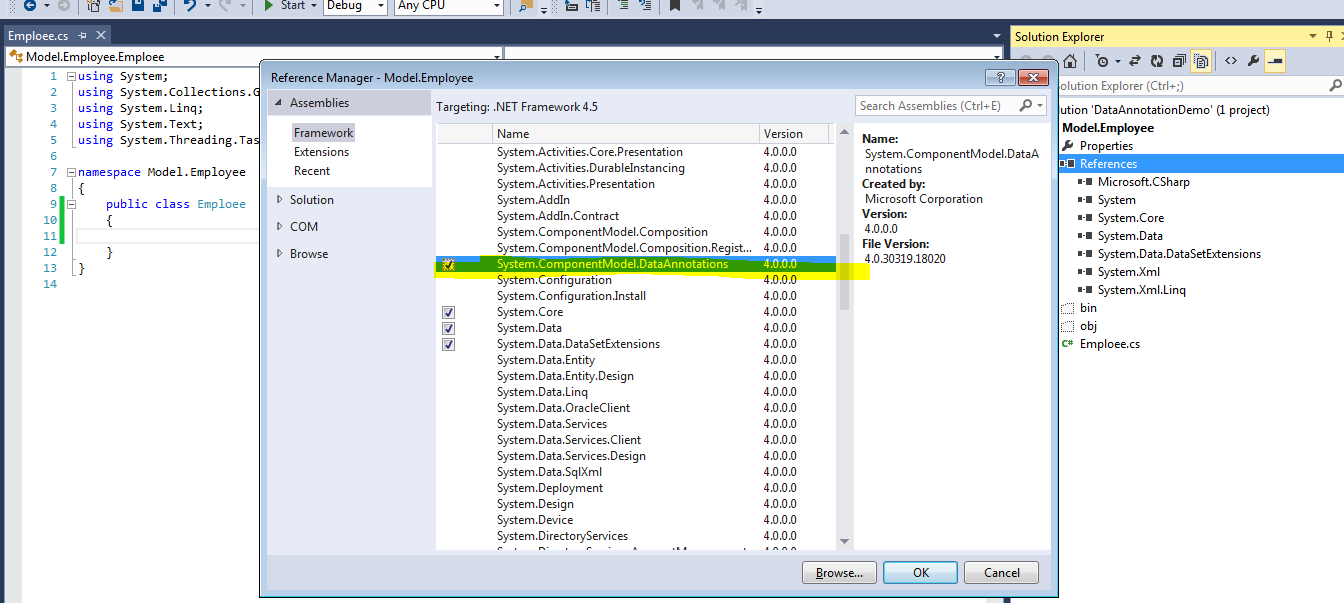 Start
Debug
Any CPU
Emploee.cs
Model.Employee.Emploee
1 using System;
2 using System.Collections.G
3 using System.Linq;
4 using System.Text;
5 using System.Threading.Tas
6
7 namespace Model.Employee
8 {
9 public class Emploee
10 {
11
12 }
13 }
14
Reference Manager - Model.Employee
Assemblies
Framework
Extensions
Recent
Solution
COM
Browse
Targeting: .NET Framework 4.5
Name Version
System.Activities.Core.Presentation 4.0.0.0
System.Activities.DurableInstancing 4.0.0.0
System.Activities.Presentation 4.0.0.0
System.AddIn 4.0.0.0
System.AddIn.Contract 4.0.0.0
System.ComponentModel.Composition 4.0.0.0
System.ComponentModel.Composition.Regist... 4.0.0.0
System.ComponentModel.DataAnnotations 4.0.0.0
System.Configuration 4.0.0.0
System.Configuration.Install 4.0.0.0
System.Core 4.0.0.0
System.Data 4.0.0.0
System.Data.DataSetExtensions 4.0.0.0
System.Data.Entity 4.0.0.0
System.Data.Entity.Design 4.0.0.0
System.Data.Linq 4.0.0.0
System.Data.OracleClient 4.0.0.0
System.Data.Services 4.0.0.0
System.Data.Services.Client 4.0.0.0
System.Data.Services.Design 4.0.0.0
System.Data.SqlXml 4.0.0.0
System.Deployment 4.0.0.0
System.Design 4.0.0.0
System.Device 4.0.0.0
System.DirectoryServices 4.0.0.0
Search Assemblies (Ctrl+E)
Name:
System.ComponentModel.DataA
nnotations
Created by:
Microsoft Corporation
Version:
4.0.0.0
File Version:
4.0.30319.18020
Browse...
OK
Cancel
Solution Explorer
olution Explorer (Ctrl+;)
ution 'DataAnnotationDemo' (1 project)
Model.Employee
Properties
References
Microsoft.CSharp
System
System.Core
System.Data
System.Data.DataSetExtensions
System.Xml
System.Xml.Linq
bin
obj
C# Emploee.cs